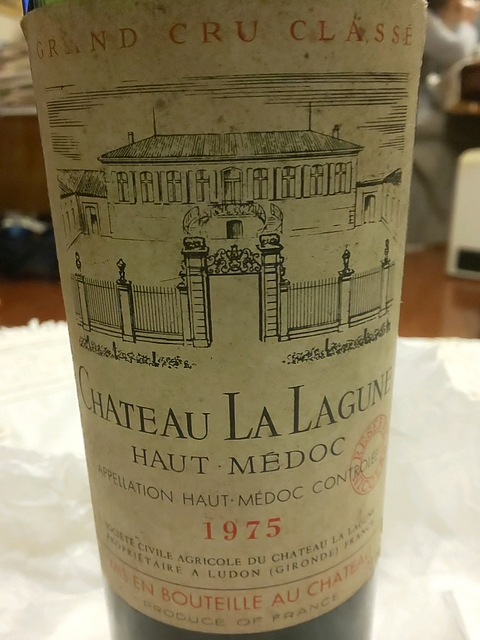 GRAND CRU CLASSÉ
CHATEAU LA LAGUNE
HAUT·MÉDOC
APPELLATION HAUT·MÉDOC CONTRÔLÉE
1975
SOCIÉTÉ CIVILE AGRICOLE DU CHATEAU LA LAGUNE
PROPRIÉTAIRE A LUDON (GIRONDE) FRANCE
MIS EN BOUTEILLE AU CHATEAU
PRODUCE OF FRANCE